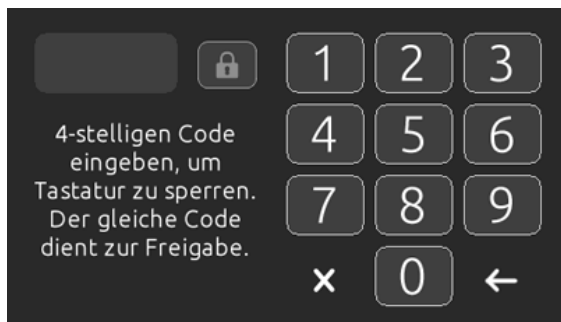 4-stelligen Code
eingeben, um
Tastatur zu sperren.
Der gleiche Code
dient zur Freigabe.
1 2 3
4 5 6
7 8 9
x 0 ←